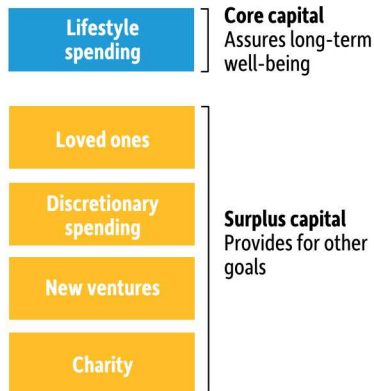 Lifestyle
spending
Core capital
Assures long-term
well-being
Loved ones
Discretionary
spending
New ventures
Charity
Surplus capital
Provides for other
goals